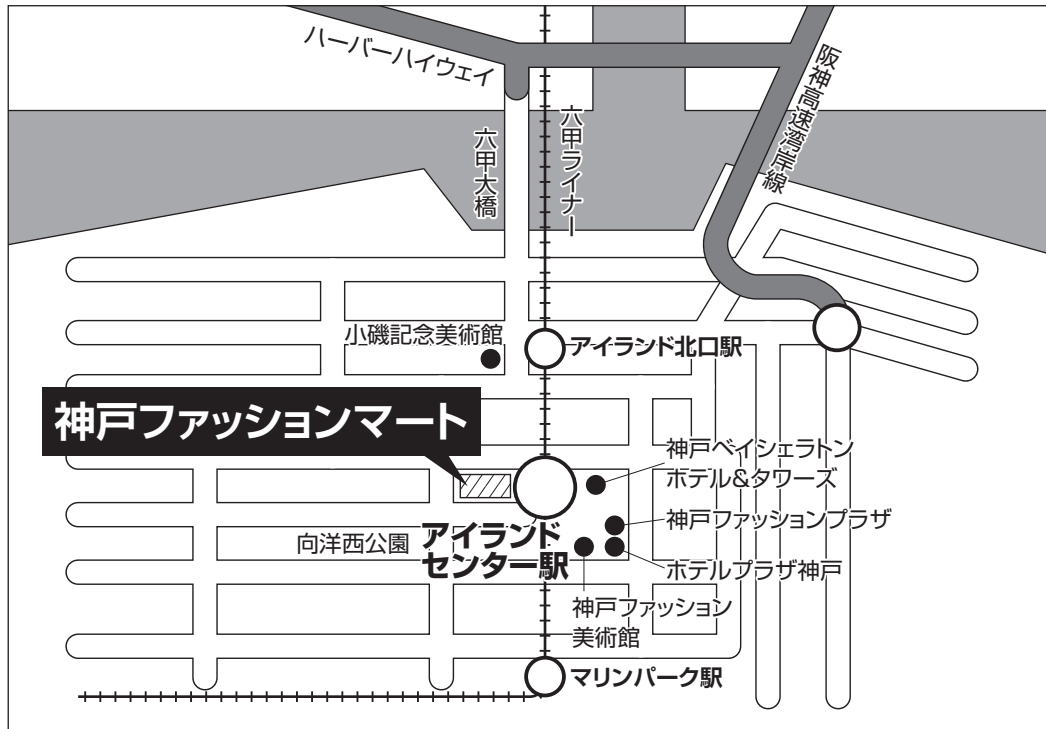 ハーバーハイウェイ
阪神高速湾岸線
六甲大橋
六甲ライナー
小磯記念美術館
アイランド北口駅
神戸ファッションマート
神戸ベイシェラトン
ホテル&タワーズ
神戸ファッションプラザ
向洋西公園
アイランド
センター駅
ホテルプラザ神戸
神戸ファッション
美術館
マリンパーク駅